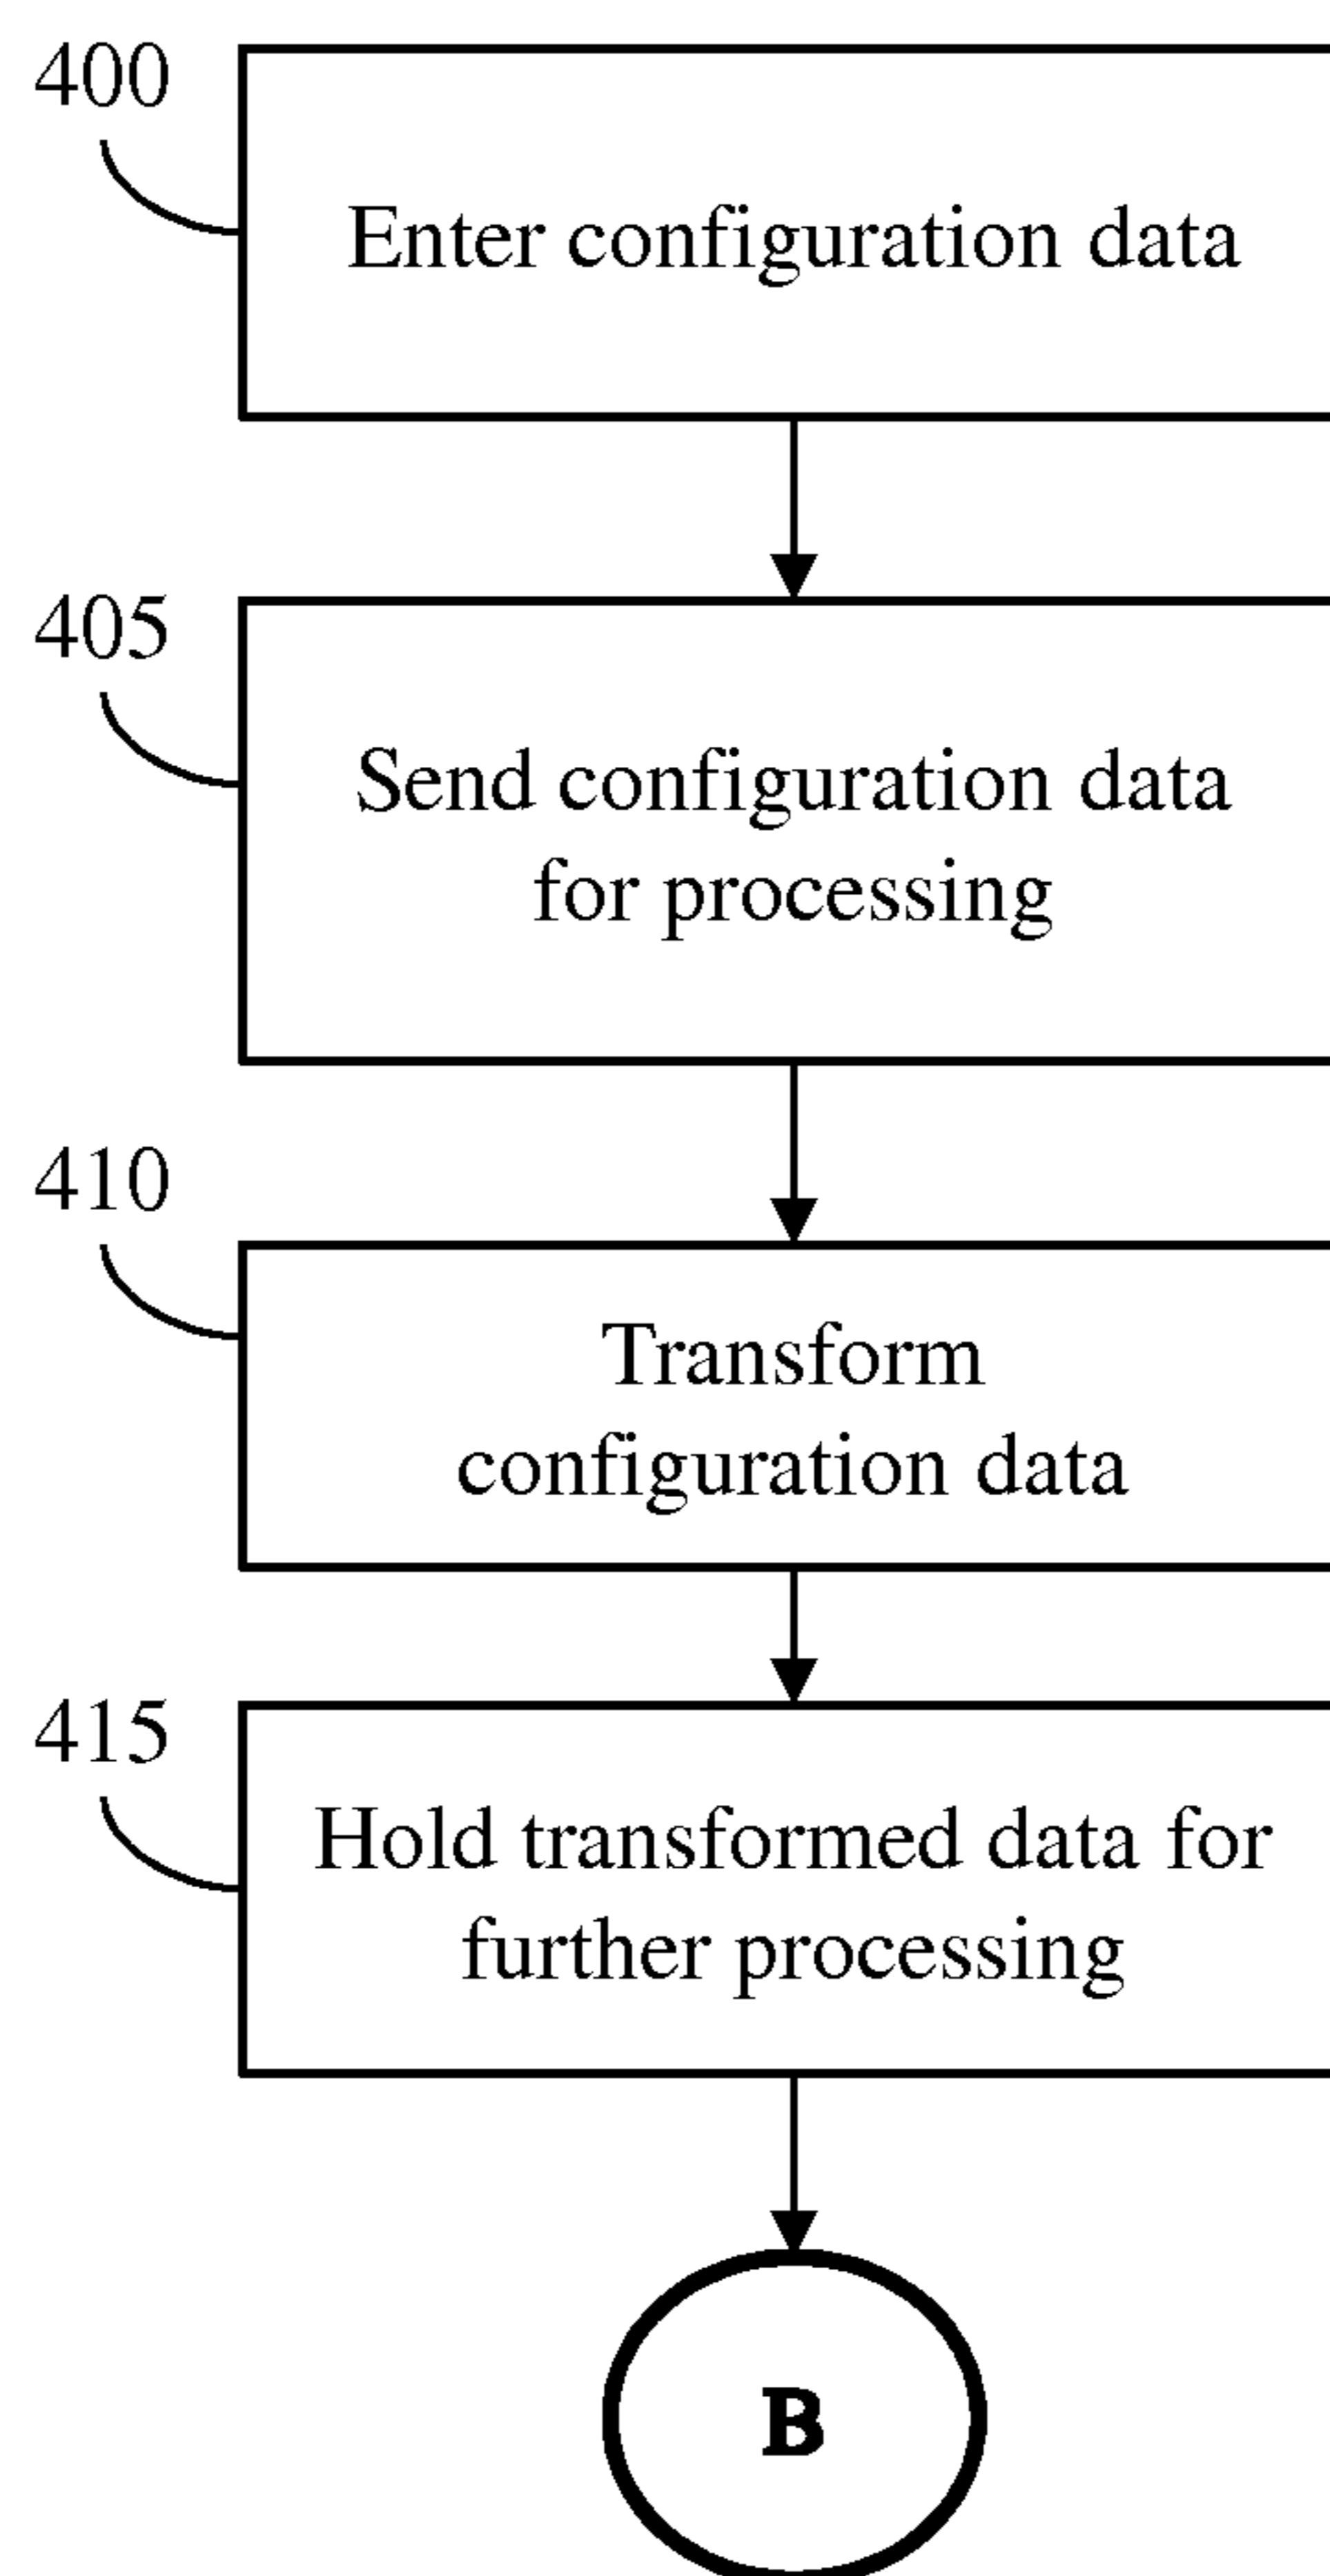 400
Enter configuration data
405
Send configuration data
for processing
410
Transform
configuration data
415
Hold transformed data for
further processing
B